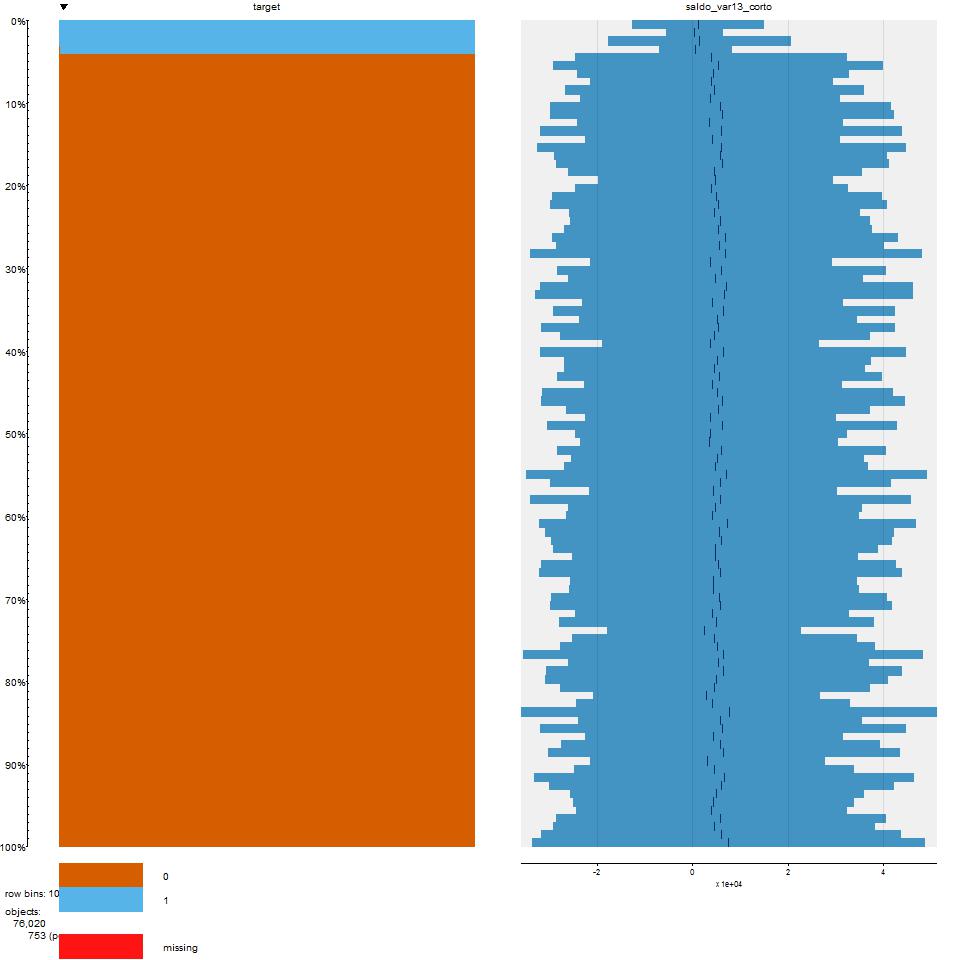 target
saldo_var13_corto
0%
10%
20%
30%
40%
50%
60%
70%
80%
90%
100%
-2
0
2
4
x 1e+04
row bins: 10
objects:
76,020
753 (p
0
1
missing